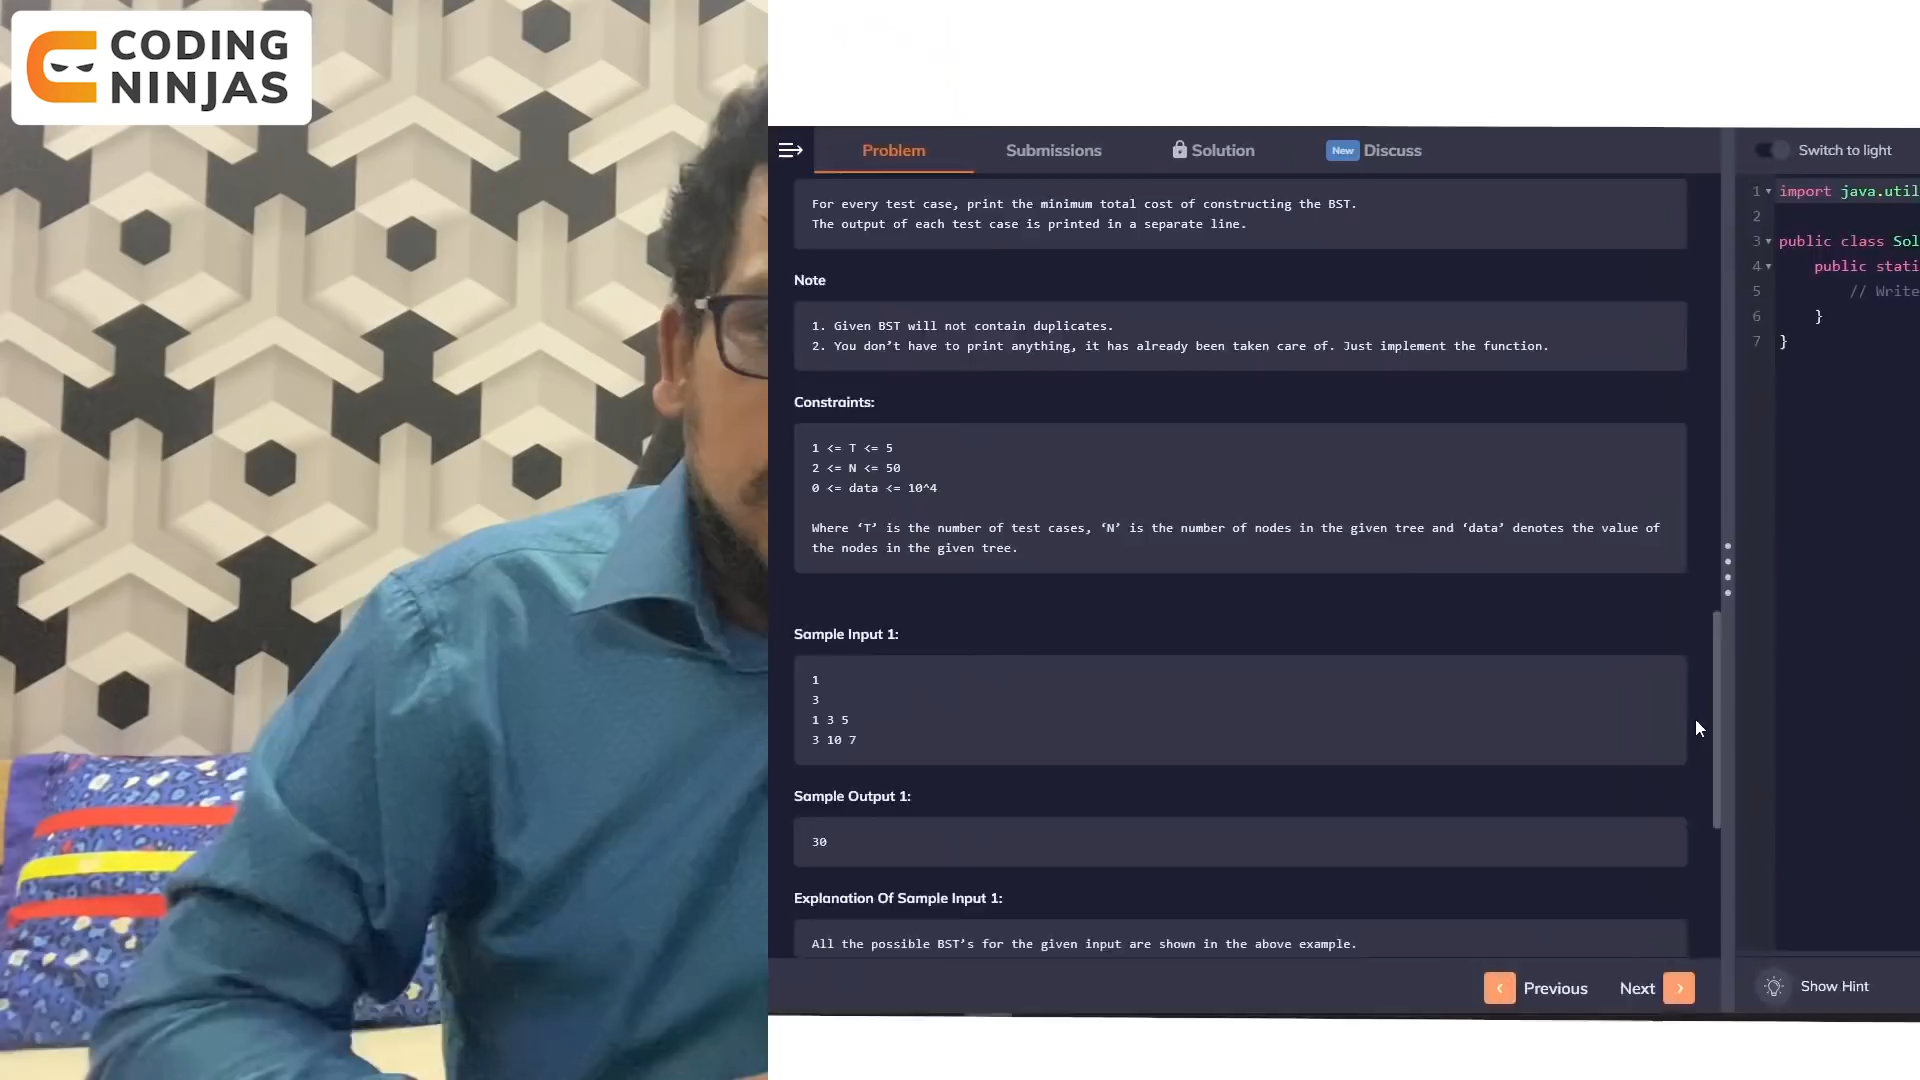 CODING
NINJAS
Problem
Submissions
Solution
New Discuss
Switch to light
For every test case, print the minimum total cost of constructing the BST.
The output of each test case is printed in a separate line.
Note
1. Given BST will not contain duplicates.
2. You don’t have to print anything, it has already been taken care of. Just implement the function.
Constraints:
1 <= T <= 5
2 <= N <= 50
0 <= data <= 10^4
Where ‘T’ is the number of test cases, ‘N’ is the number of nodes in the given tree and ‘data’ denotes the value of
the nodes in the given tree.
Sample Input 1:
1
3
1 3 5
3 10 7
Sample Output 1:
30
Explanation Of Sample Input 1:
All the possible BST’s for the given input are shown in the above example.
Previous
Next
1 import java.util
2
3 public class Sol
4 public stati
5 // Write
6 }
7 }
Show Hint